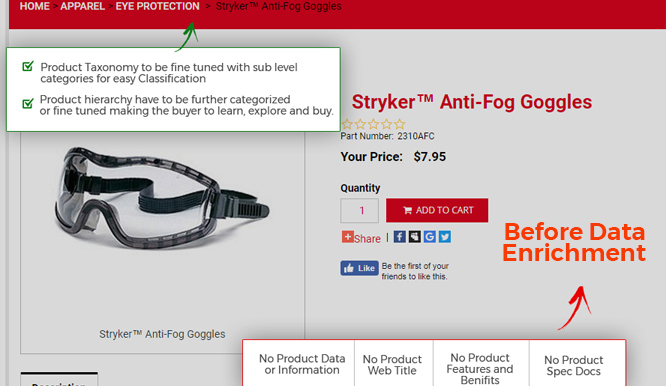 HOME > APPAREL > EYE PROTECTION > Stryker™ Anti-Fog Goggles
Product Taxonomy to be fine tuned with sub level
categories for easy Classification
Product hierarchy have to be further categorized
or fine tuned making the buyer to learn, explore and buy.
Stryker™ Anti-Fog Goggles
Part Number: 2310AFC
Your Price: $7.95
Quantity
1
ADD TO CART
Share |
Like
Be the first of your
friends to like this.
Before Data
Enrichment
Stryker™ Anti-Fog Goggles
No Product Data
or Information
No Product
Web Title
No Product
Features and
Benifits
No Product
Spec Docs
Description